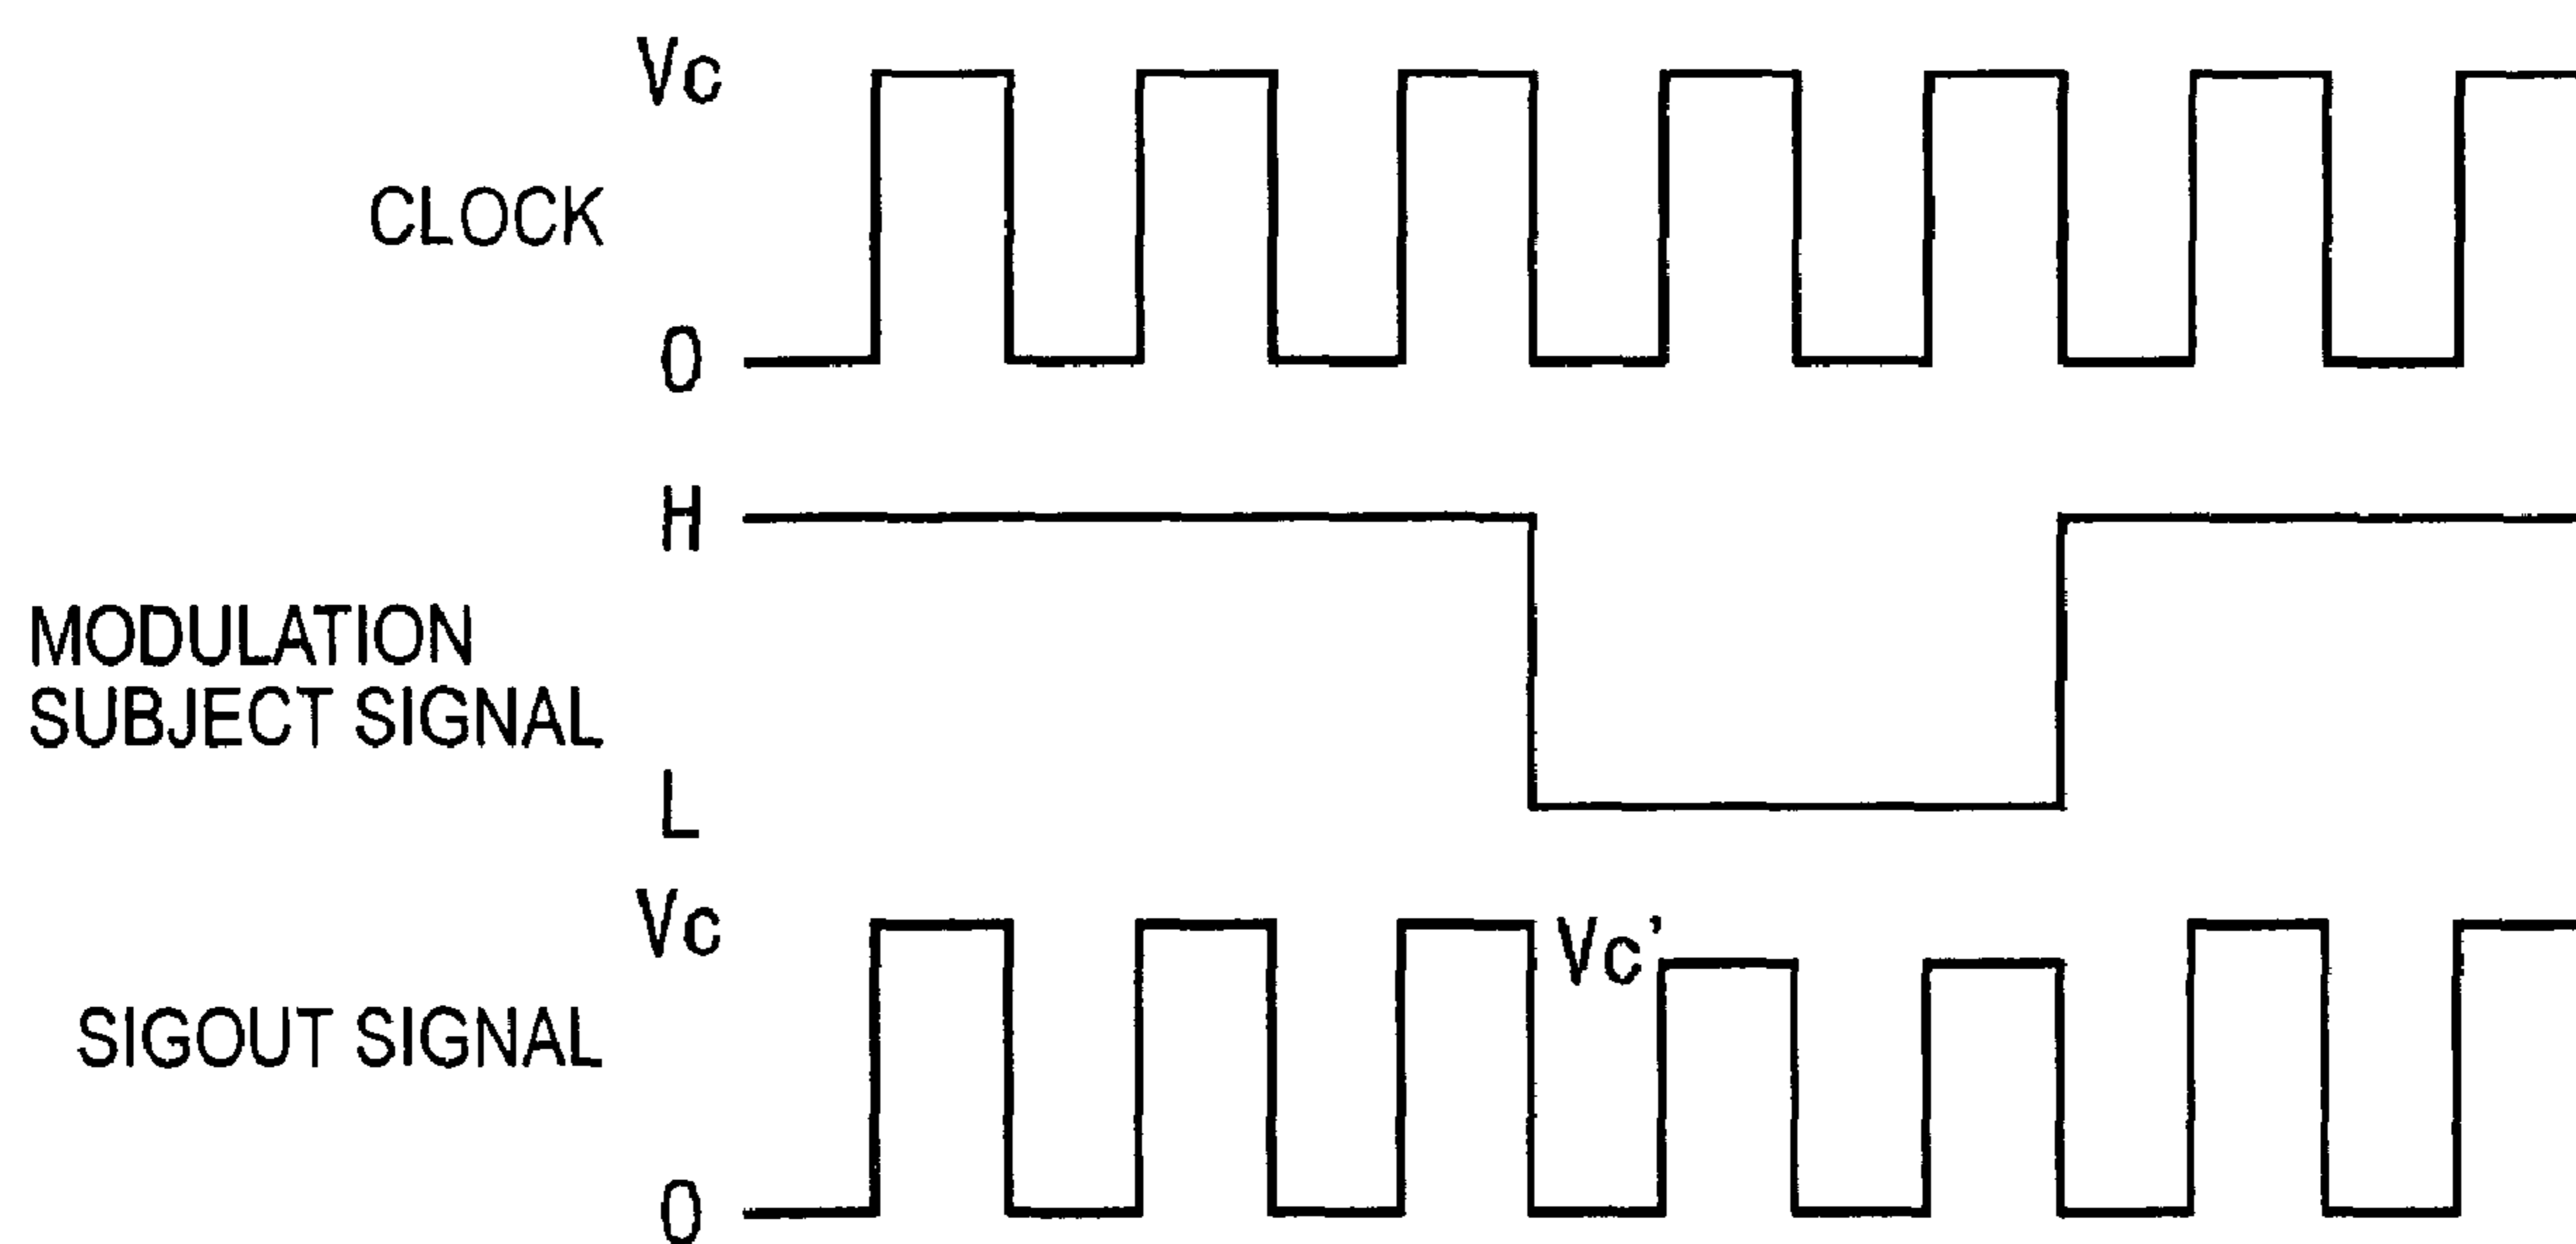 Vc
CLOCK
0
H
MODULATION
SUBJECT SIGNAL
L
Vc
Vc'
SIGOUT SIGNAL
0